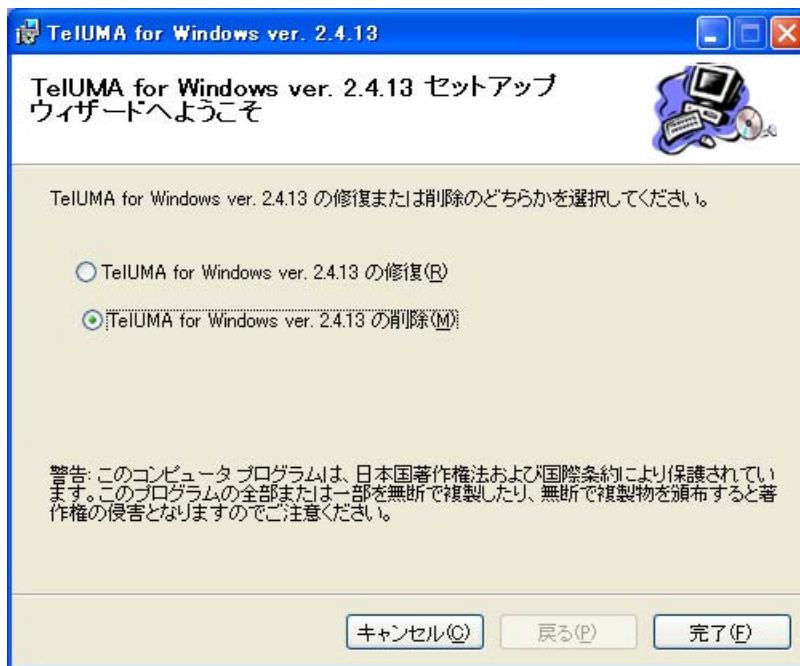 TelUMA for Windows ver. 2.4.13
TelUMA for Windows ver. 2.4.13 セットアップ
ウィザードへようこそ
TelUMA for Windows ver. 2.4.13 の修復または削除のどちらかを選択してください。
TelUMA for Windows ver. 2.4.13 の修復(R)
TelUMA for Windows ver. 2.4.13 の削除(M)
警告: このコンピュータ プログラムは、日本国著作権法および国際条約により保護されてい
ます。このプログラムの全部または一部を無断で複製したり、無断で複製物を頒布すると著
作権の侵害となりますのでご注意ください。
キャンセル(C) 戻る(P) 完了(F)